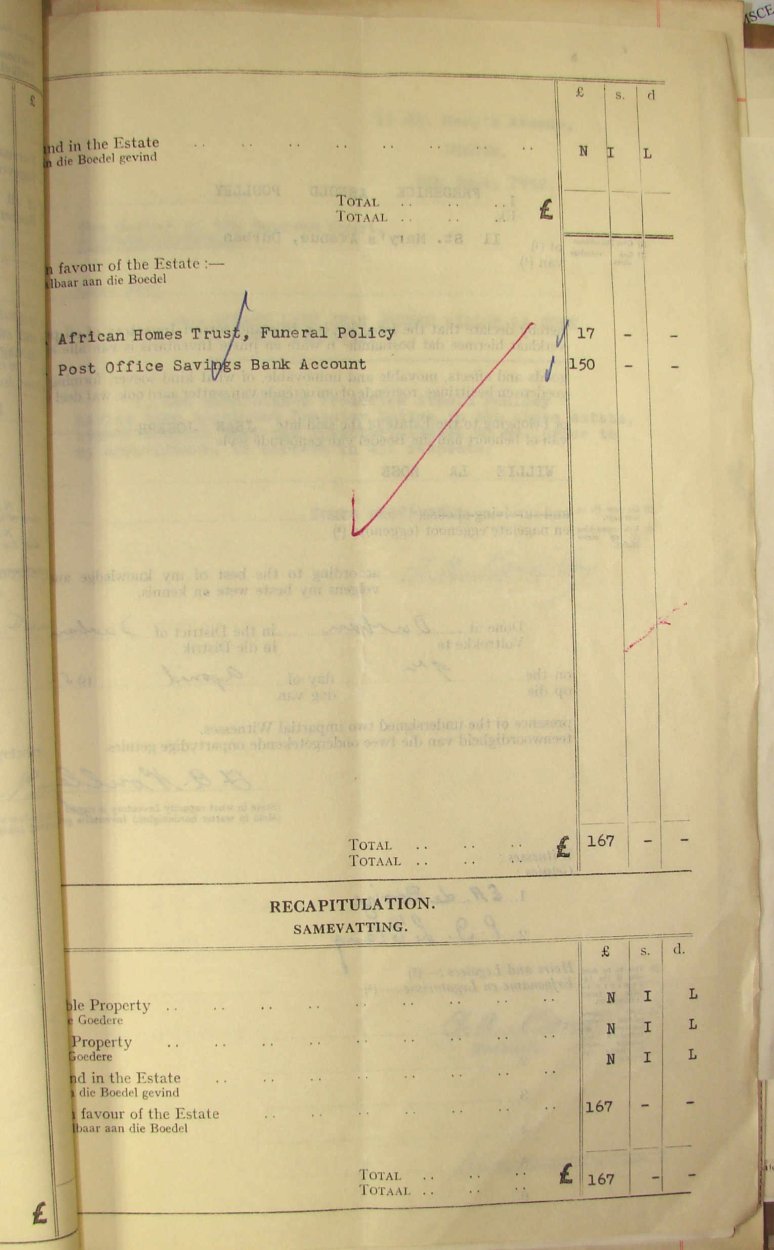 £ s. d
nd in the Estate .. .. .. .. .. .. .. .. N I L
n die Boedel gevind
TOTAL .. .. .. £
TOTAAL .. .. ..
n favour of the Estate :—
lbaar aan die Boedel
African Homes Trust, Funeral Policy 17 - -
Post Office Savings Bank Account 150 - -
TOTAL .. .. .. £ 167 - -
TOTAAL .. .. ..
RECAPITULATION.
SAMEVATTING.
£ s. d.
ble Property .. .. .. .. .. .. .. .. .. N I L
e Goedere
Property .. .. .. .. .. .. .. .. .. N I L
Goedere
nd in the Estate .. .. .. .. .. .. .. .. N I L
n die Boedel gevind
favour of the Estate .. .. .. .. .. .. .. 167 - -
lbaar aan die Boedel
TOTAL .. .. .. £ 167 - -
TOTAAL .. .. ..
£
£